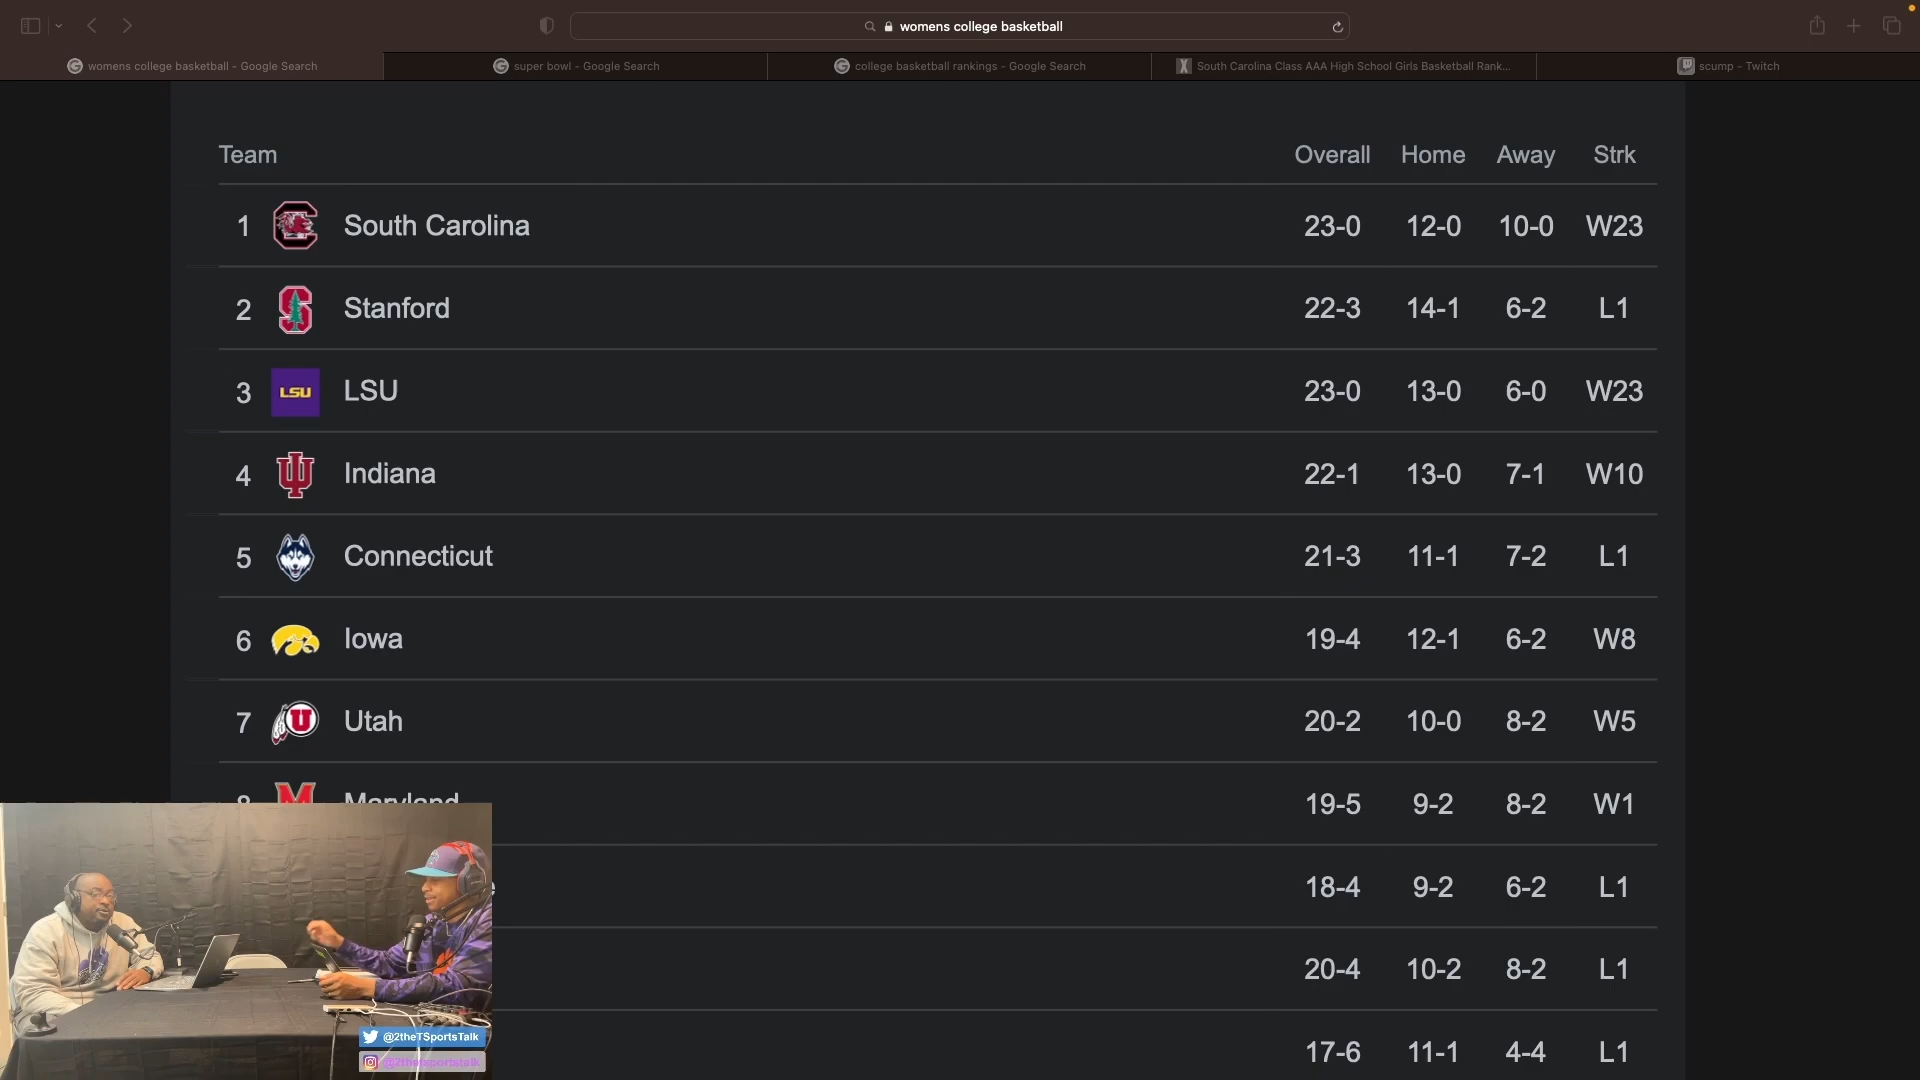 womens college basketball
womens college basketball - Google Search
super bowl - Google Search
college basketball rankings - Google Search
South Carolina Class AAA High School Girls Basketball Rank...
scump - Twitch
Team Overall Home Away Strk
1 South Carolina 23-0 12-0 10-0 W23
2 Stanford 22-3 14-1 6-2 L1
3 LSU LSU 23-0 13-0 6-0 W23
4 Indiana 22-1 13-0 7-1 W10
5 Connecticut 21-3 11-1 7-2 L1
6 Iowa 19-4 12-1 6-2 W8
7 U Utah 20-2 10-0 8-2 W5
8 M Maryland 19-5 9-2 8-2 W1
18-4 9-2 6-2 L1
20-4 10-2 8-2 L1
17-6 11-1 4-4 L1
@2theTSportsTalk
@2thetsportstalk